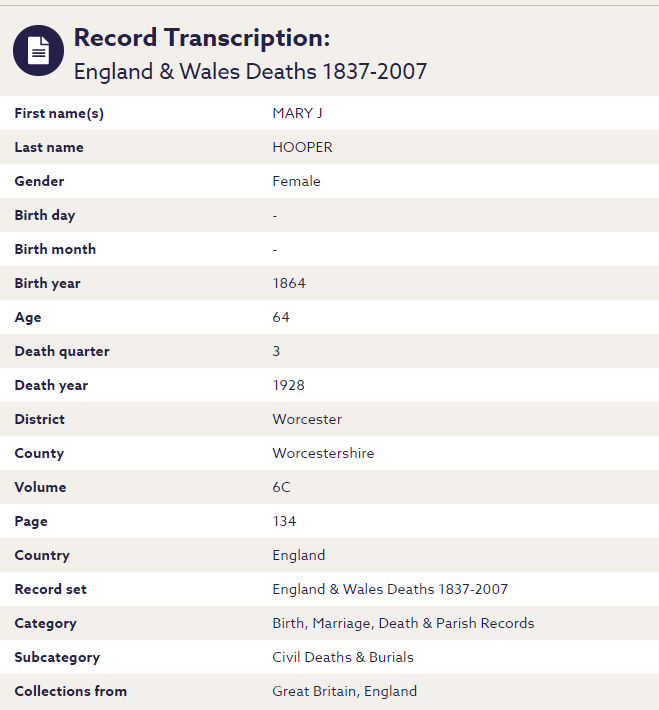 Record Transcription:
England & Wales Deaths 1837-2007
First name(s) MARY J
Last name HOOPER
Gender Female
Birth day -
Birth month -
Birth year 1864
Age 64
Death quarter 3
Death year 1928
District Worcester
County Worcestershire
Volume 6C
Page 134
Country England
Record set England & Wales Deaths 1837-2007
Category Birth, Marriage, Death & Parish Records
Subcategory Civil Deaths & Burials
Collections from Great Britain, England